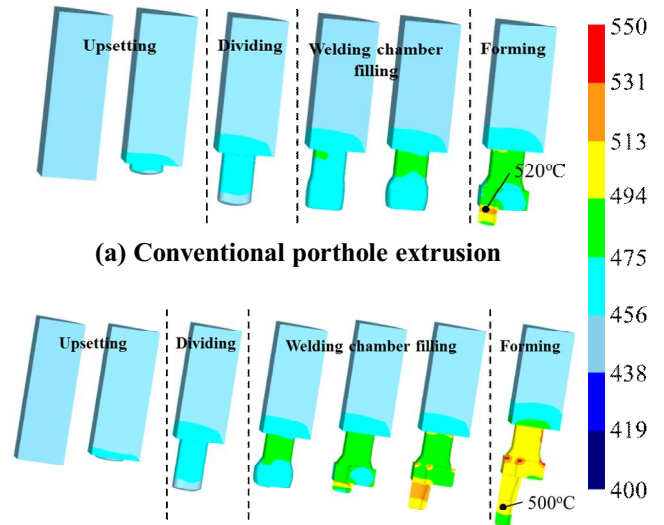 Upsetting
Dividing
Welding chamber
filling
Forming
520°C
(a) Conventional porthole extrusion
Upsetting
Dividing
Welding chamber filling
Forming
500°C
550
531
513
494
475
456
438
419
400